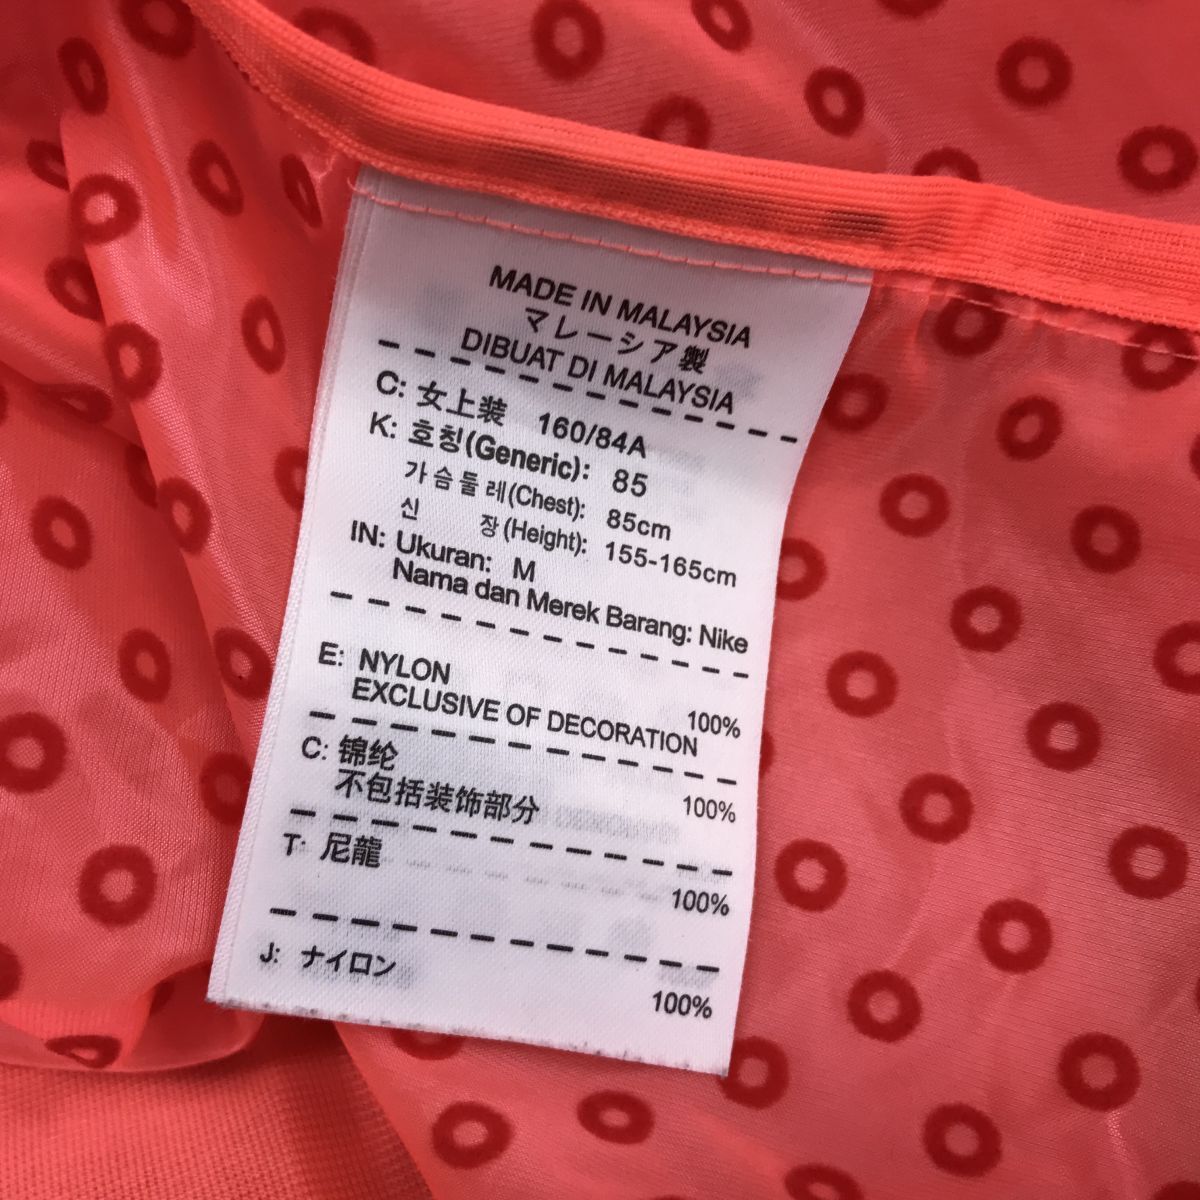 MADE IN MALAYSIA
マレーシア製
DIBUAT DI MALAYSIA
C: 女上装 160/84A
K: 호칭(Generic): 85
가슴둘레(Chest): 85cm
신 장(Height): 155-165cm
IN: Ukuran: M
Nama dan Merek Barang: Nike
E: NYLON 100%
EXCLUSIVE OF DECORATION
C: 锦纶 100%
不包括装饰部分
T: 尼龍 100%
J: ナイロン 100%